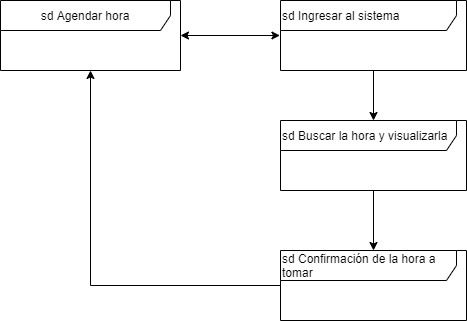 sd Agendar hora
sd Ingresar al sistema
sd Buscar la hora y visualizarla
sd Confirmación de la hora a
tomar